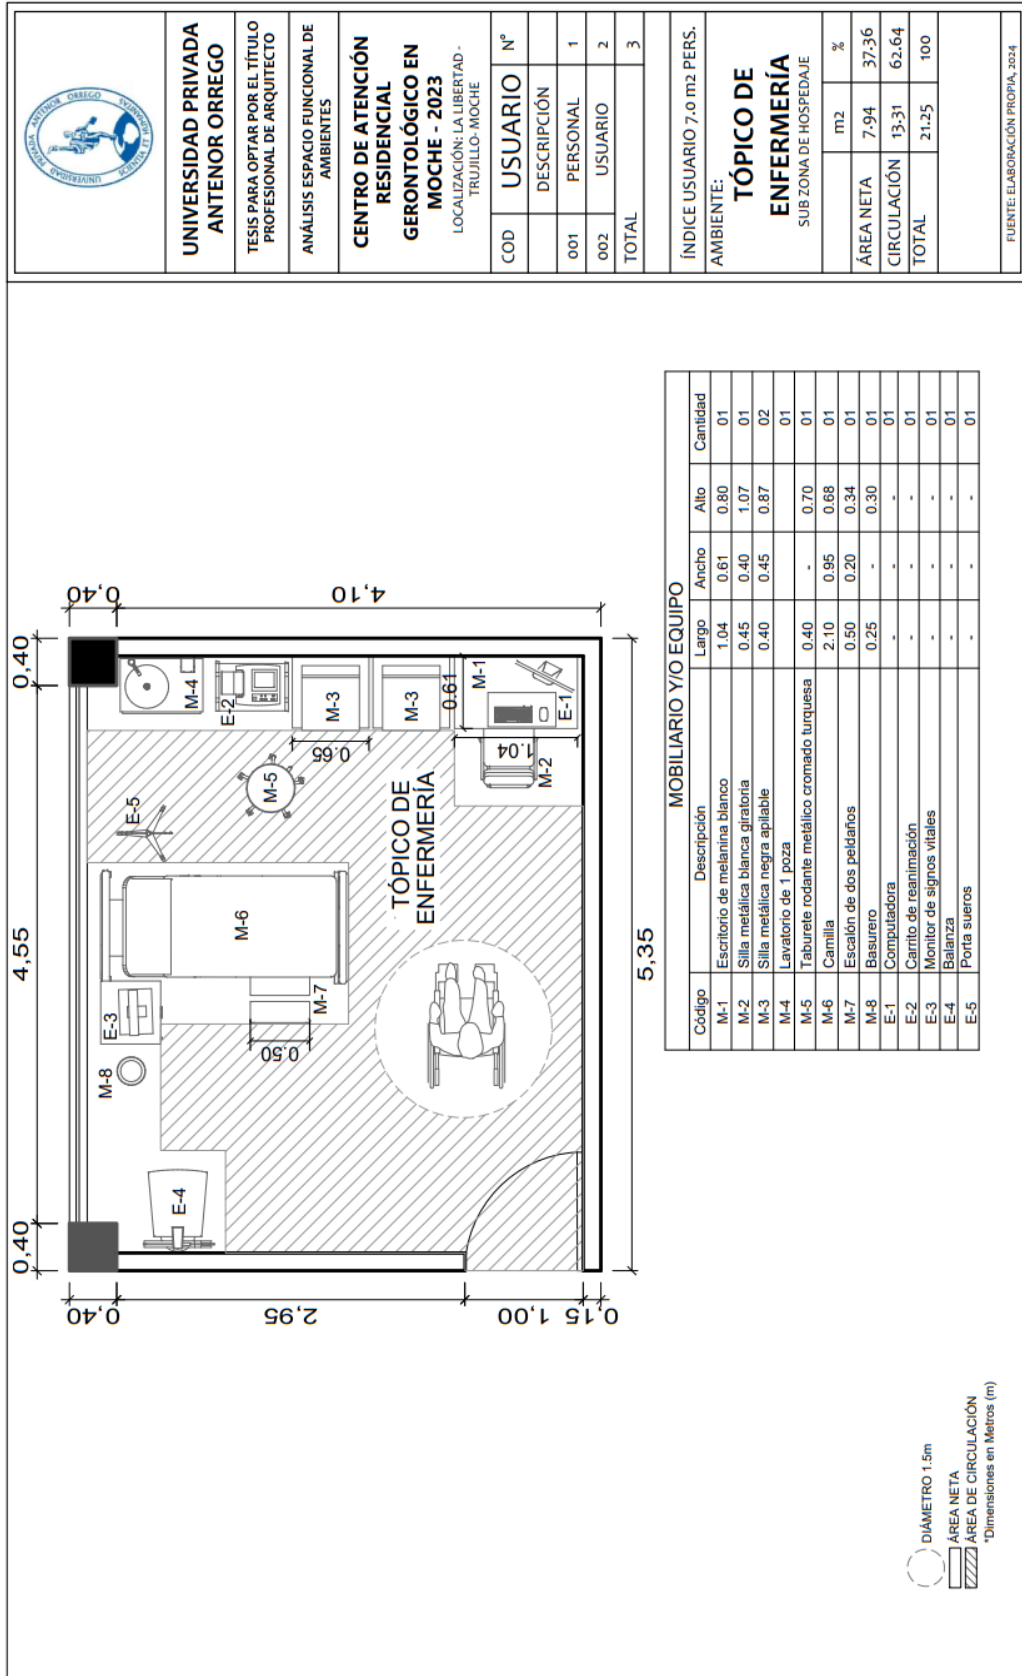 UNIVERSIDAD PRIVADA ANTENOR ORREGO
UNIVERSIDAD PRIVADA
ANTENOR ORREGO
TESIS PARA OPTAR POR EL TÍTULO
PROFESIONAL DE ARQUITECTO
ANÁLISIS ESPACIO FUNCIONAL DE
AMBIENTES
CENTRO DE ATENCIÓN
RESIDENCIAL
GERONTOLÓGICO EN
MOCHE - 2023
LOCALIZACIÓN: LA LIBERTAD -
TRUJILLO- MOCHE
COD USUARIO N°
DESCRIPCIÓN
001 PERSONAL 1
002 USUARIO 2
TOTAL 3
ÍNDICE USUARIO 7.0 m2 PERS.
AMBIENTE:
TÓPICO DE
ENFERMERÍA
SUB ZONA DE HOSPEDAJE
m2 %
ÁREA NETA 7.94 37.36
CIRCULACIÓN 13.31 62.64
TOTAL 21.25 100
FUENTE: ELABORACIÓN PROPIA, 2024
0,40 4,55 0,40
0,40
2,95
1,00
0,15
0,40
4,10
5,35
E-4
M-8
E-3
M-7
0.50
M-6
E-5
M-5
M-4
E-2
M-3
M-3
0.65
0.61
M-1
E-1
1.04
M-2
TÓPICO DE
ENFERMERÍA
MOBILIARIO Y/O EQUIPO
Código Descripción Largo Ancho Alto Cantidad
M-1 Escritorio de melanina blanco 1.04 0.61 0.80 01
M-2 Silla metálica blanca giratoria 0.45 0.40 1.07 01
M-3 Silla metálica negra apilable 0.40 0.45 0.87 02
M-4 Lavatorio de 1 poza 01
M-5 Taburete rodante metálico cromado turquesa 0.40 - 0.70 01
M-6 Camilla 2.10 0.95 0.68 01
M-7 Escalón de dos peldaños 0.50 0.20 0.34 01
M-8 Basurero 0.25 - 0.30 01
E-1 Computadora - - - 01
E-2 Carrito de reanimación - - - 01
E-3 Monitor de signos vitales - - - 01
E-4 Balanza - - - 01
E-5 Porta sueros - - - 01
DIÁMETRO 1.5m
ÁREA NETA
ÁREA DE CIRCULACIÓN
*Dimensiones en Metros (m)